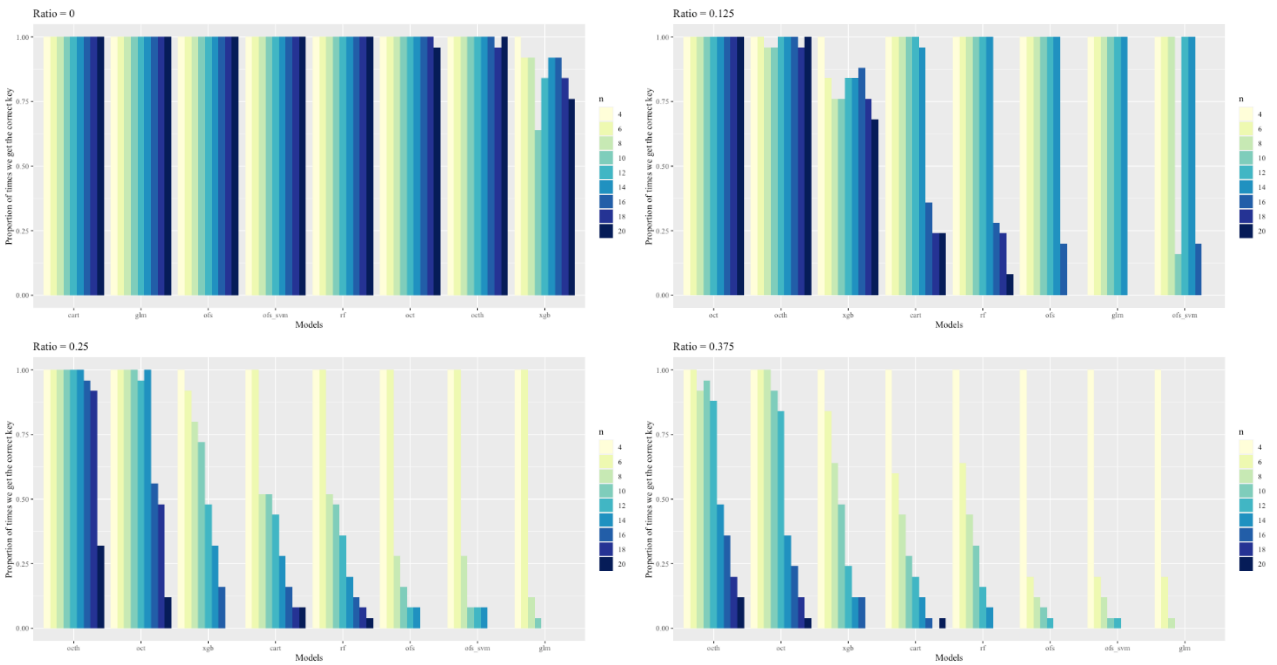 Ratio = 0
Proportion of times we get the correct key
1.00
0.75
0.50
0.25
0.00
cart glm ofs ofs_svm rf oct octh xgb
Models
n
4
6
8
10
12
14
16
18
20
Ratio = 0.125
Proportion of times we get the correct key
1.00
0.75
0.50
0.25
0.00
oct octh xgb cart rf ofs glm ofs_svm
Models
n
4
6
8
10
12
14
16
18
20
Ratio = 0.25
Proportion of times we get the correct key
1.00
0.75
0.50
0.25
0.00
octh oct xgb cart rf ofs ofs_svm glm
Models
n
4
6
8
10
12
14
16
18
20
Ratio = 0.375
Proportion of times we get the correct key
1.00
0.75
0.50
0.25
0.00
octh oct xgb cart rf ofs ofs_svm glm
Models
n
4
6
8
10
12
14
16
18
20